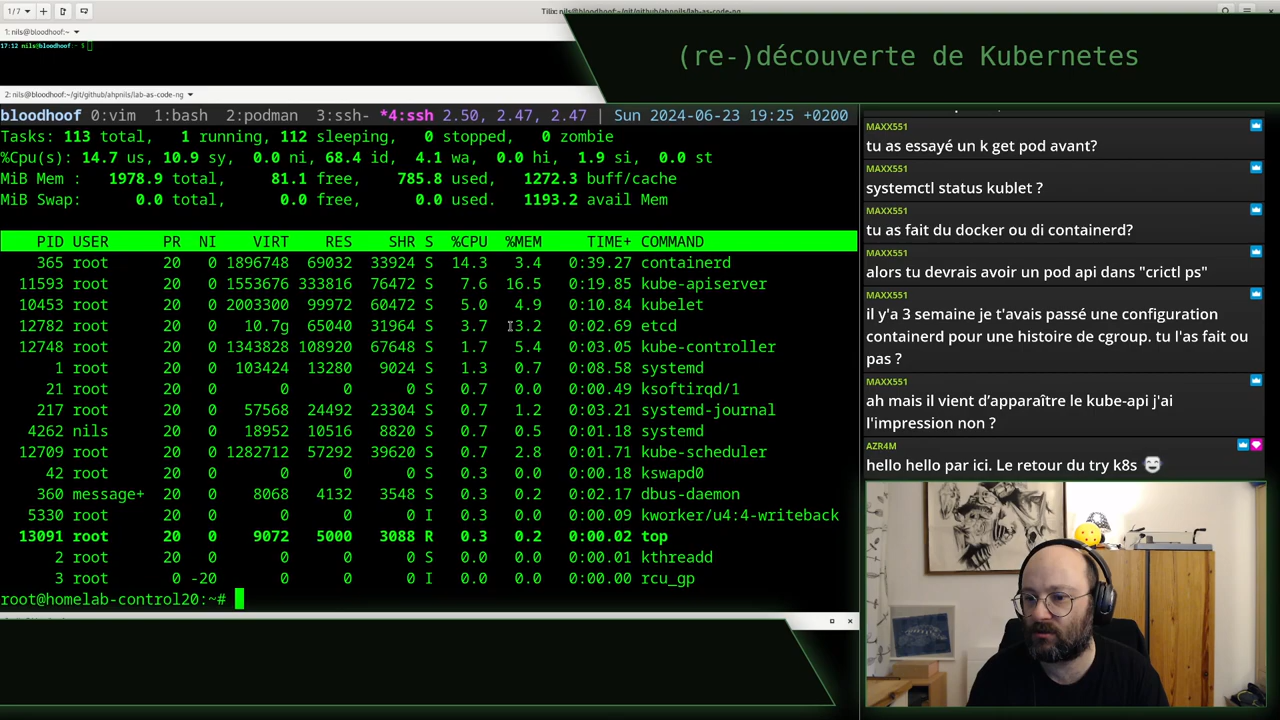 1/7
Tilix: nils@bloodhoof:~/git/github/ahpnils/lab-as-code-ng
1: nils@bloodhoof:~
17:12 nils@bloodhoof:~ $
(re-)découverte de Kubernetes
2: nils@bloodhoof:~/git/github/ahpnils/lab-as-code-ng
bloodhoof 0:vim 1:bash 2:podman 3:ssh- *4:ssh 2.50, 2.47, 2.47 | Sun 2024-06-23 19:25 +0200
Tasks: 113 total, 1 running, 112 sleeping, 0 stopped, 0 zombie
%Cpu(s): 14.7 us, 10.9 sy, 0.0 ni, 68.4 id, 4.1 wa, 0.0 hi, 1.9 si, 0.0 st
MiB Mem : 1978.9 total, 81.1 free, 785.8 used, 1272.3 buff/cache
MiB Swap: 0.0 total, 0.0 free, 0.0 used. 1193.2 avail Mem
PID USER PR NI VIRT RES SHR S %CPU %MEM TIME+ COMMAND
365 root 20 0 1896748 69032 33924 S 14.3 3.4 0:39.27 containerd
11593 root 20 0 1553676 333816 76472 S 7.6 16.5 0:19.85 kube-apiserver
10453 root 20 0 2003300 99972 60472 S 5.0 4.9 0:10.84 kubelet
12782 root 20 0 10.7g 65040 31964 S 3.7 3.2 0:02.69 etcd
12748 root 20 0 1343828 108920 67648 S 1.7 5.4 0:03.05 kube-controller
1 root 20 0 103424 13280 9024 S 1.3 0.7 0:08.58 systemd
21 root 20 0 0 0 0 S 0.7 0.0 0:00.49 ksoftirqd/1
217 root 20 0 57568 24492 23304 S 0.7 1.2 0:03.21 systemd-journal
4262 nils 20 0 18952 10516 8820 S 0.7 0.5 0:01.18 systemd
12709 root 20 0 1282712 57292 39620 S 0.7 2.8 0:01.71 kube-scheduler
42 root 20 0 0 0 0 S 0.3 0.0 0:00.18 kswapd0
360 message+ 20 0 8068 4132 3548 S 0.3 0.2 0:02.17 dbus-daemon
5330 root 20 0 0 0 0 I 0.3 0.0 0:00.09 kworker/u4:4-writeback
13091 root 20 0 9072 5000 3088 R 0.3 0.2 0:00.02 top
2 root 20 0 0 0 0 S 0.0 0.0 0:00.01 kthreadd
3 root 0 -20 0 0 0 I 0.0 0.0 0:00.00 rcu_gp
root@homelab-control20:~#
MAXX551
tu as essayé un k get pod avant?
MAXX551
systemctl status kublet ?
MAXX551
tu as fait du docker ou di containerd?
MAXX551
alors tu devrais avoir un pod api dans "crictl ps"
MAXX551
il y'a 3 semaine je t'avais passé une configuration
containerd pour une histoire de cgroup. tu l'as fait ou
pas ?
MAXX551
ah mais il vient d’apparaître le kube-api j'ai
l'impression non ?
AZR4M
hello hello par ici. Le retour du try k8s